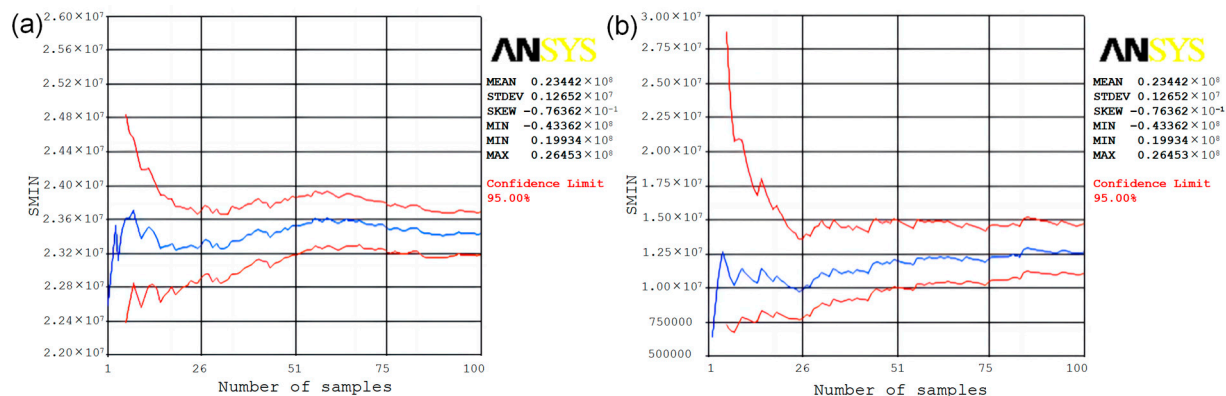 (a)
2.60×10⁷
2.56×10⁷
2.52×10⁷
2.48×10⁷
2.44×10⁷
2.40×10⁷
2.36×10⁷
2.32×10⁷
2.28×10⁷
2.24×10⁷
2.20×10⁷
SMIN
1 26 51 75 100
Number of samples
ANSYS
MEAN 0.23442×10⁸
STDEV 0.12652×10⁷
SKEW −0.76362×10⁻¹
MIN −0.43362×10⁸
MIN 0.19934×10⁸
MAX 0.26453×10⁸
Confidence Limit
95.00%
(b)
3.00×10⁷
2.75×10⁷
2.50×10⁷
2.25×10⁷
2.00×10⁷
1.75×10⁷
1.50×10⁷
1.25×10⁷
1.00×10⁷
750000
500000
SMIN
1 26 51 75 100
Number of samples
ANSYS
MEAN 0.23442×10⁸
STDEV 0.12652×10⁷
SKEW −0.76362×10⁻¹
MIN −0.43362×10⁸
MIN 0.19934×10⁸
MAX 0.26453×10⁸
Confidence Limit
95.00%